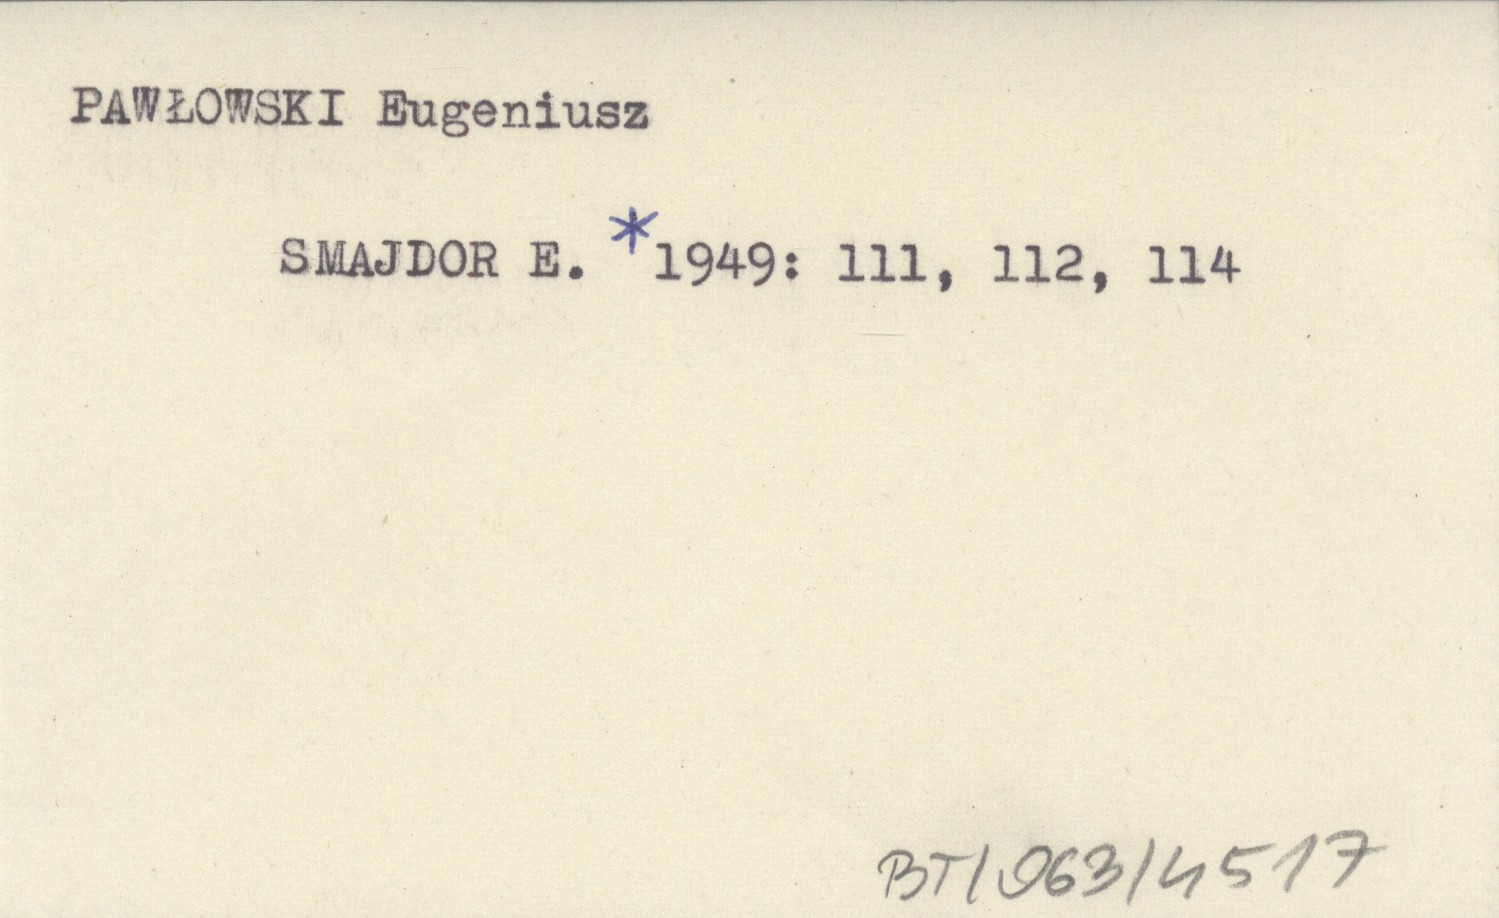 PAWŁOWSKI Eugeniusz
SMAJDOR E. *1949: 111, 112, 114
BT/963/4517